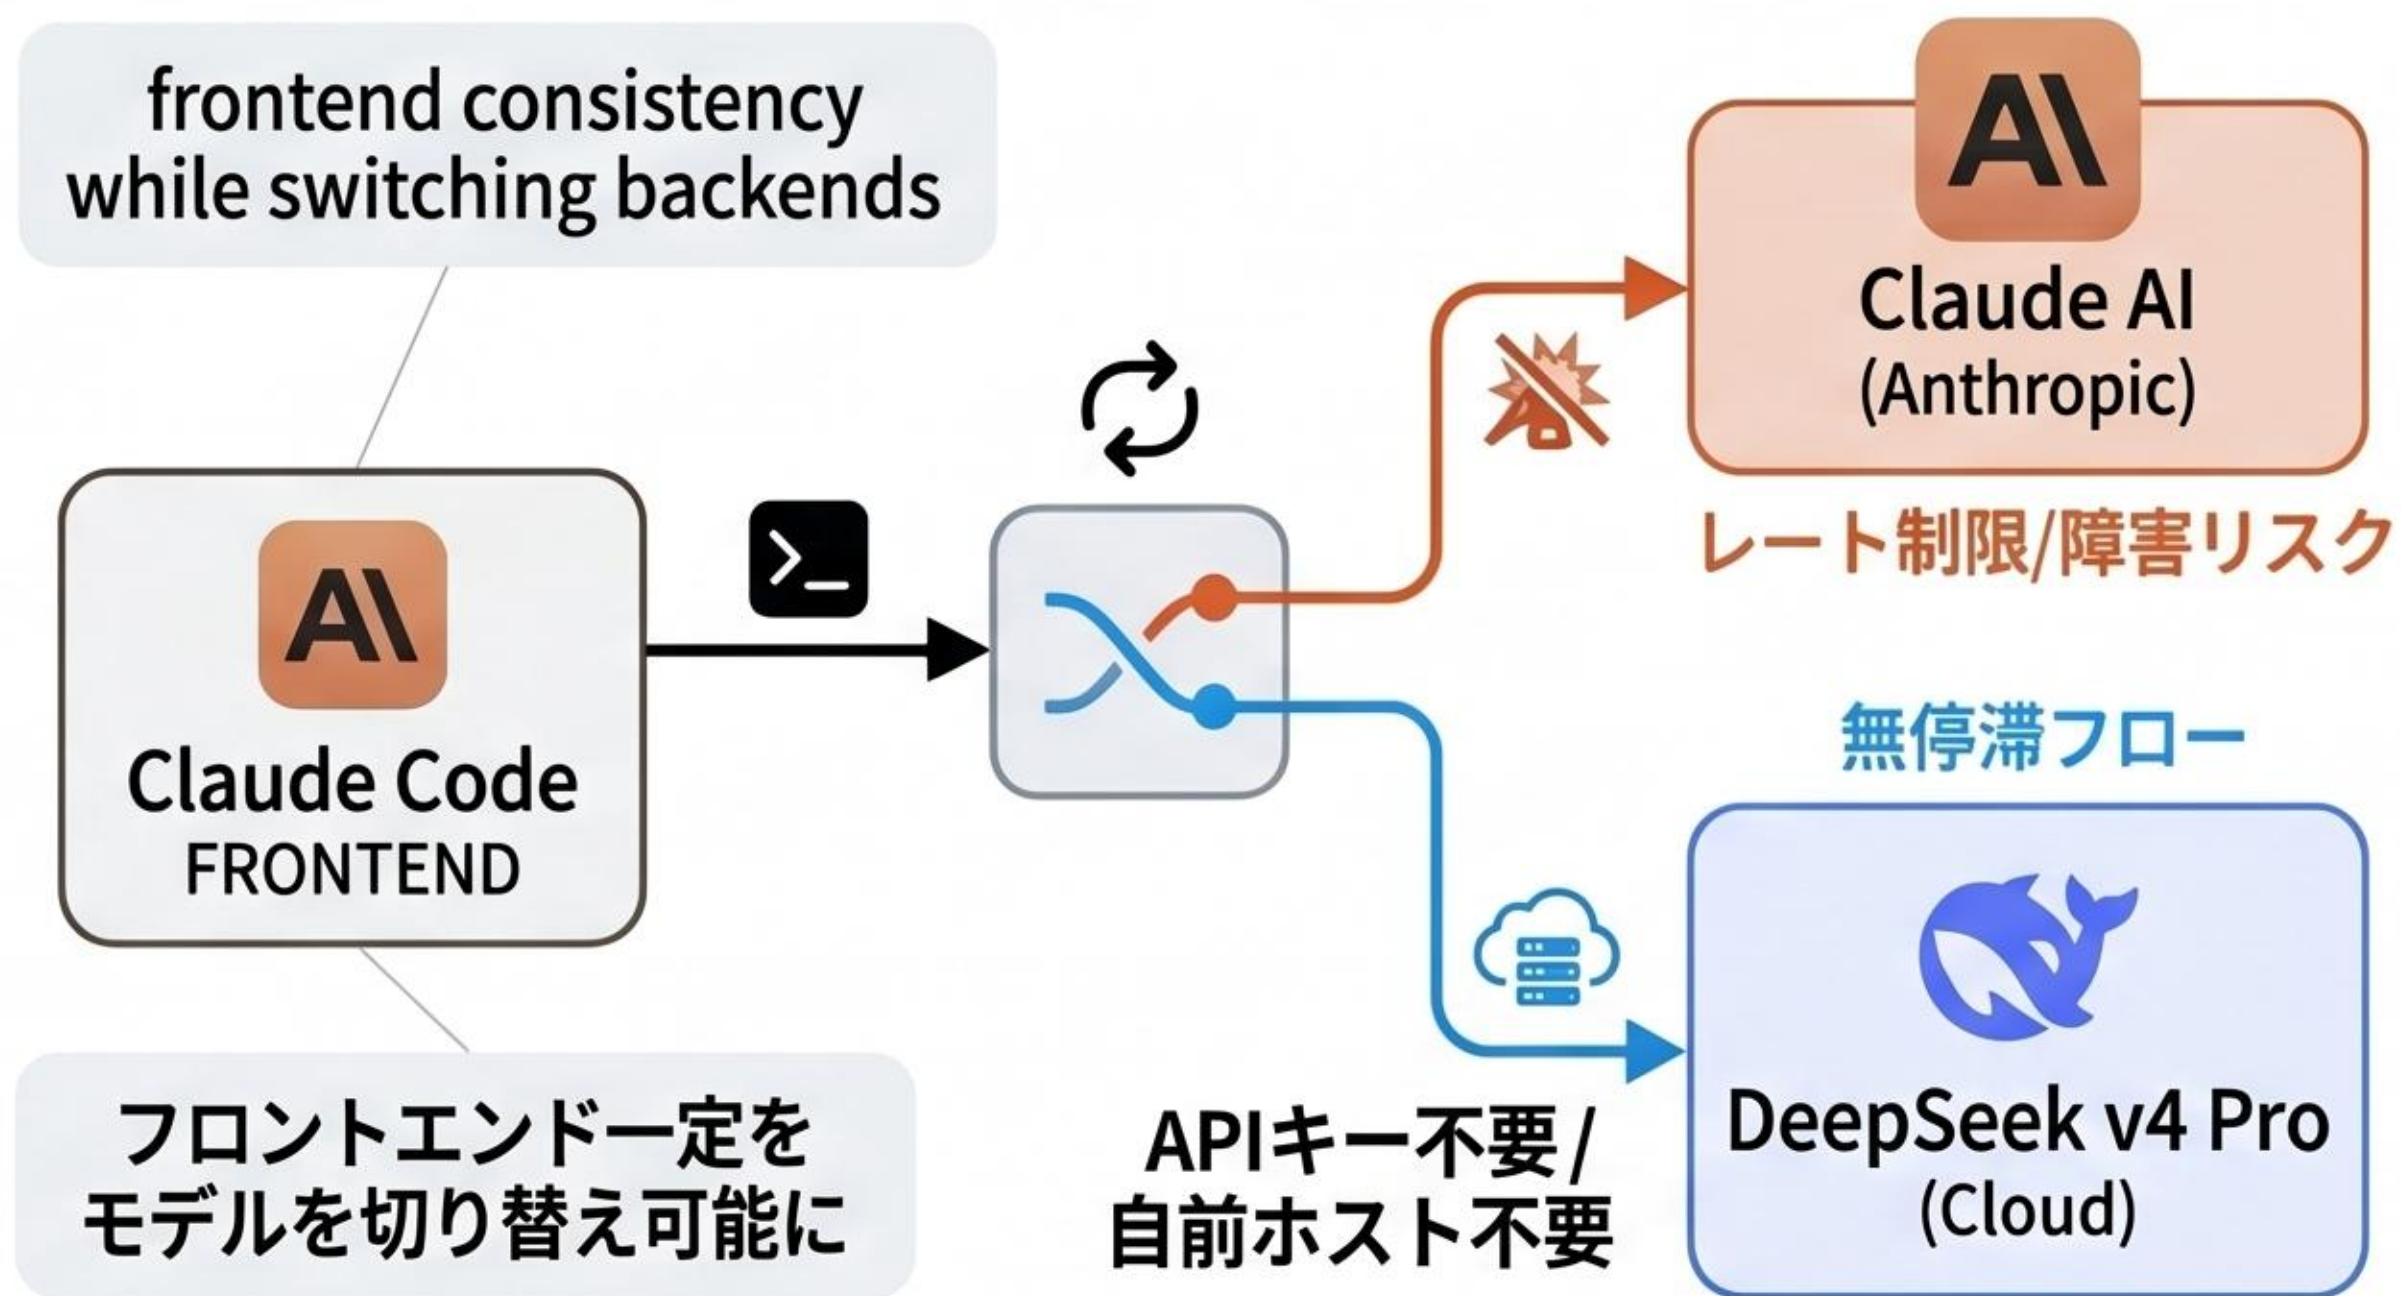 frontend consistency
while switching backends
AI
Claude Code
FRONTEND
フロントエンド一定を
モデルを切り替え可能に
>_
AI
Claude AI
(Anthropic)
レート制限/障害リスク
無停滞フロー
DeepSeek v4 Pro
(Cloud)
APIキー不要/
自前ホスト不要